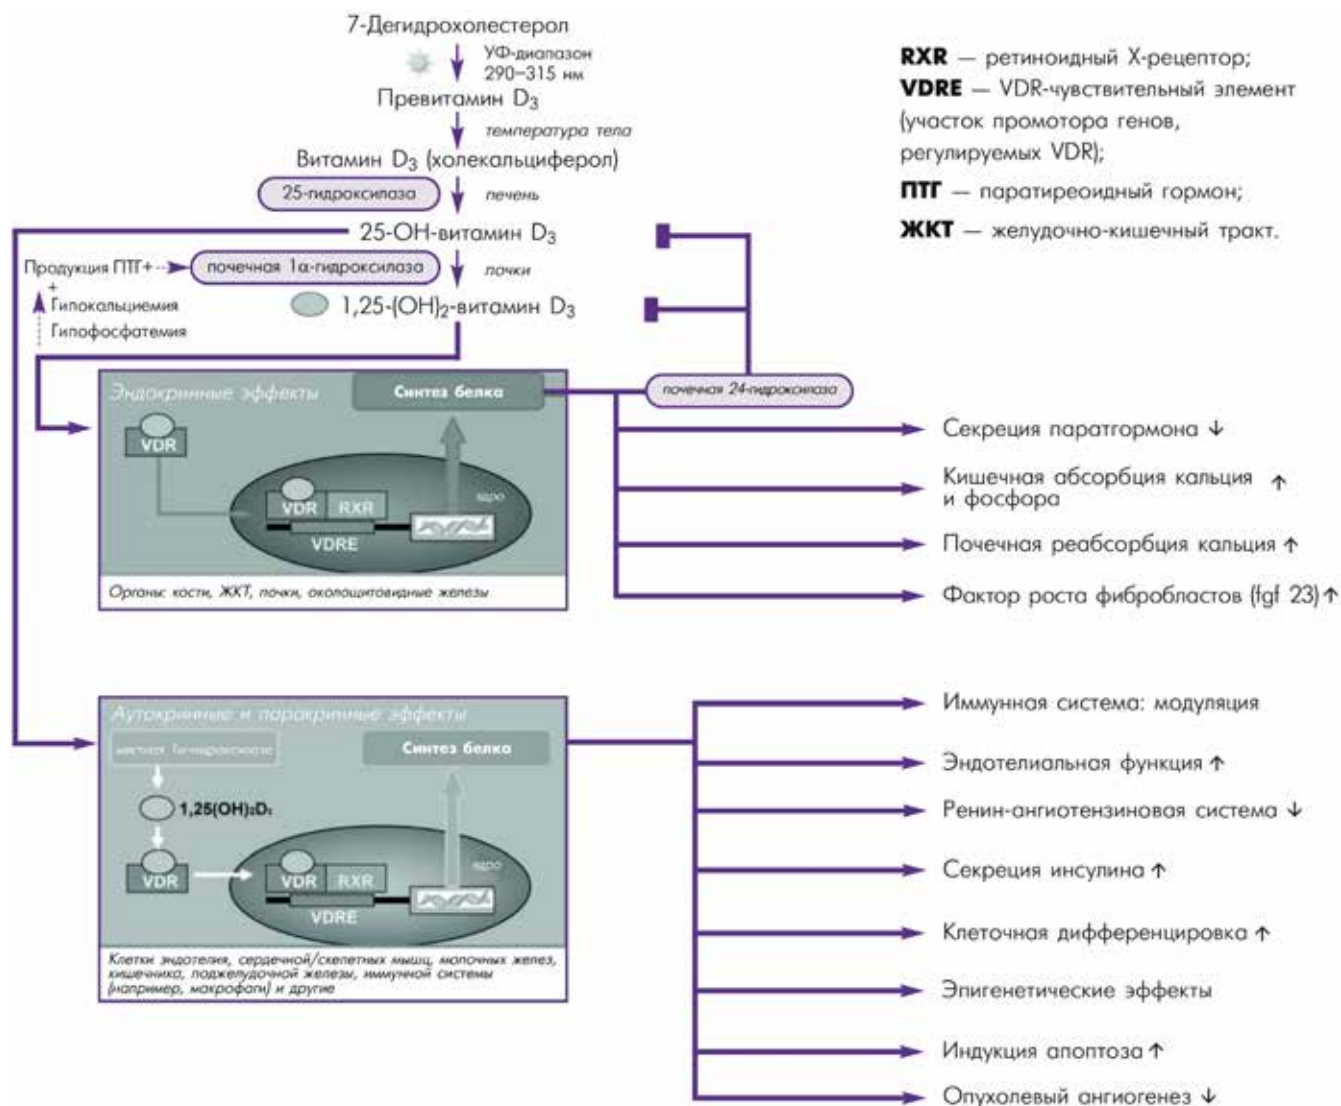 7-Дегидрохолестерол
УФ-диапазон
290–315 нм
Превитамин D₃
температура тела
Витамин D₃ (холекальциферол)
25-гидроксилаза
печень
25-ОН-витамин D₃
Продукция ПТГ+
почечная 1α-гидроксилаза
почки
+
Гипокальциемия
Гипофосфатемия
1,25-(ОН)₂-витамин D₃
RXR — ретиноидный X-рецептор;
VDRE — VDR-чувствительный элемент
(участок промотора генов,
регулируемых VDR);
ПТГ — паратиреоидный гормон;
ЖКТ — желудочно-кишечный тракт.
Эндокринные эффекты
Синтез белка
почечная 24-гидроксилаза
VDR
ядро
VDR
RXR
VDRE
Органы: кости, ЖКТ, почки, околощитовидные железы
Секреция паратгормона ↓
Кишечная абсорбция кальция ↑
и фосфора
Почечная реабсорбция кальция ↑
Фактор роста фибробластов (fgf 23) ↑
Аутокринные и паракринные эффекты
местная 1α-гидроксилаза
Синтез белка
1,25(OH)₂D₃
VDR
ядро
VDR
RXR
VDRE
Клетки эндотелия, сердечной/скелетных мышц, молочных желез,
кишечника, поджелудочной железы, иммунной системы
(например, макрофаги) и другие
Иммунная система: модуляция
Эндотелиальная функция ↑
Ренин-ангиотензиновая система ↓
Секреция инсулина ↑
Клеточная дифференцировка ↑
Эпигенетические эффекты
Индукция апоптоза ↑
Опухолевый ангиогенез ↓